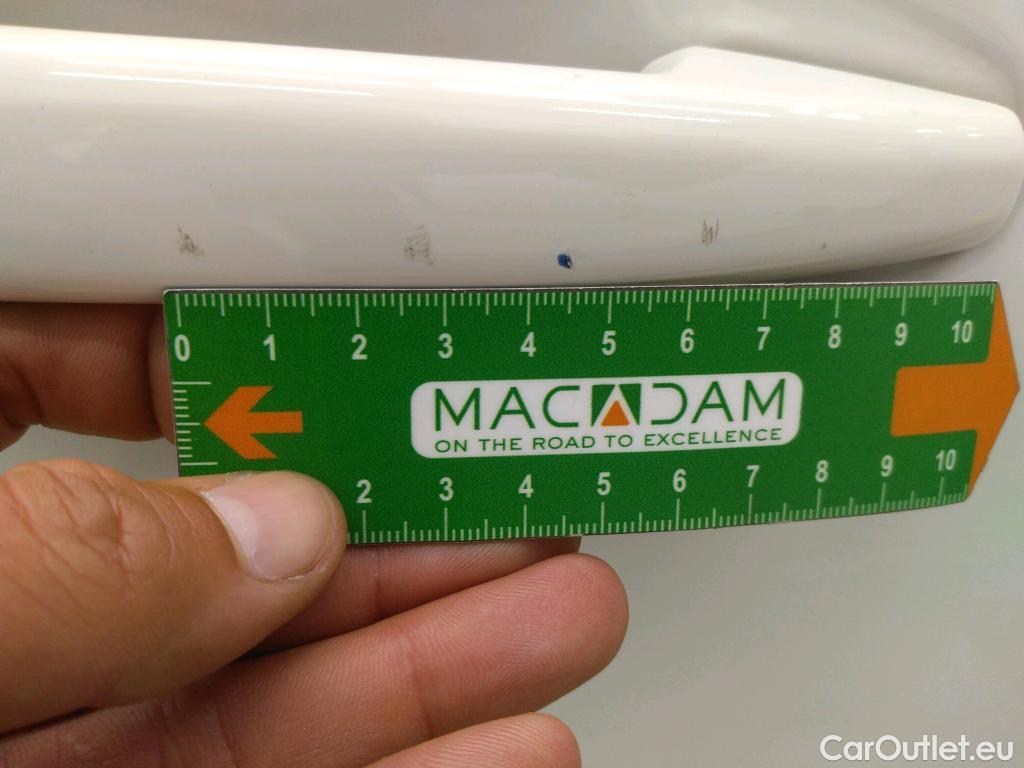 0 1 2 3 4 5 6 7 8 9 10
MACADAM
ON THE ROAD TO EXCELLENCE
2 3 4 5 6 7 8 9 10
CarOutlet.eu